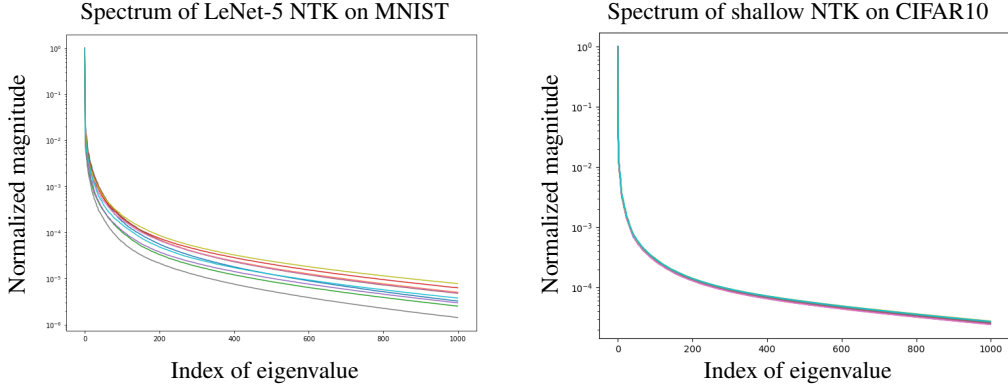 Spectrum of LeNet-5 NTK on MNIST
Normalized magnitude
10⁰
10⁻¹
10⁻²
10⁻³
10⁻⁴
10⁻⁵
10⁻⁶
0 200 400 600 800 1000
Index of eigenvalue
Spectrum of shallow NTK on CIFAR10
Normalized magnitude
10⁰
10⁻¹
10⁻²
10⁻³
10⁻⁴
0 200 400 600 800 1000
Index of eigenvalue